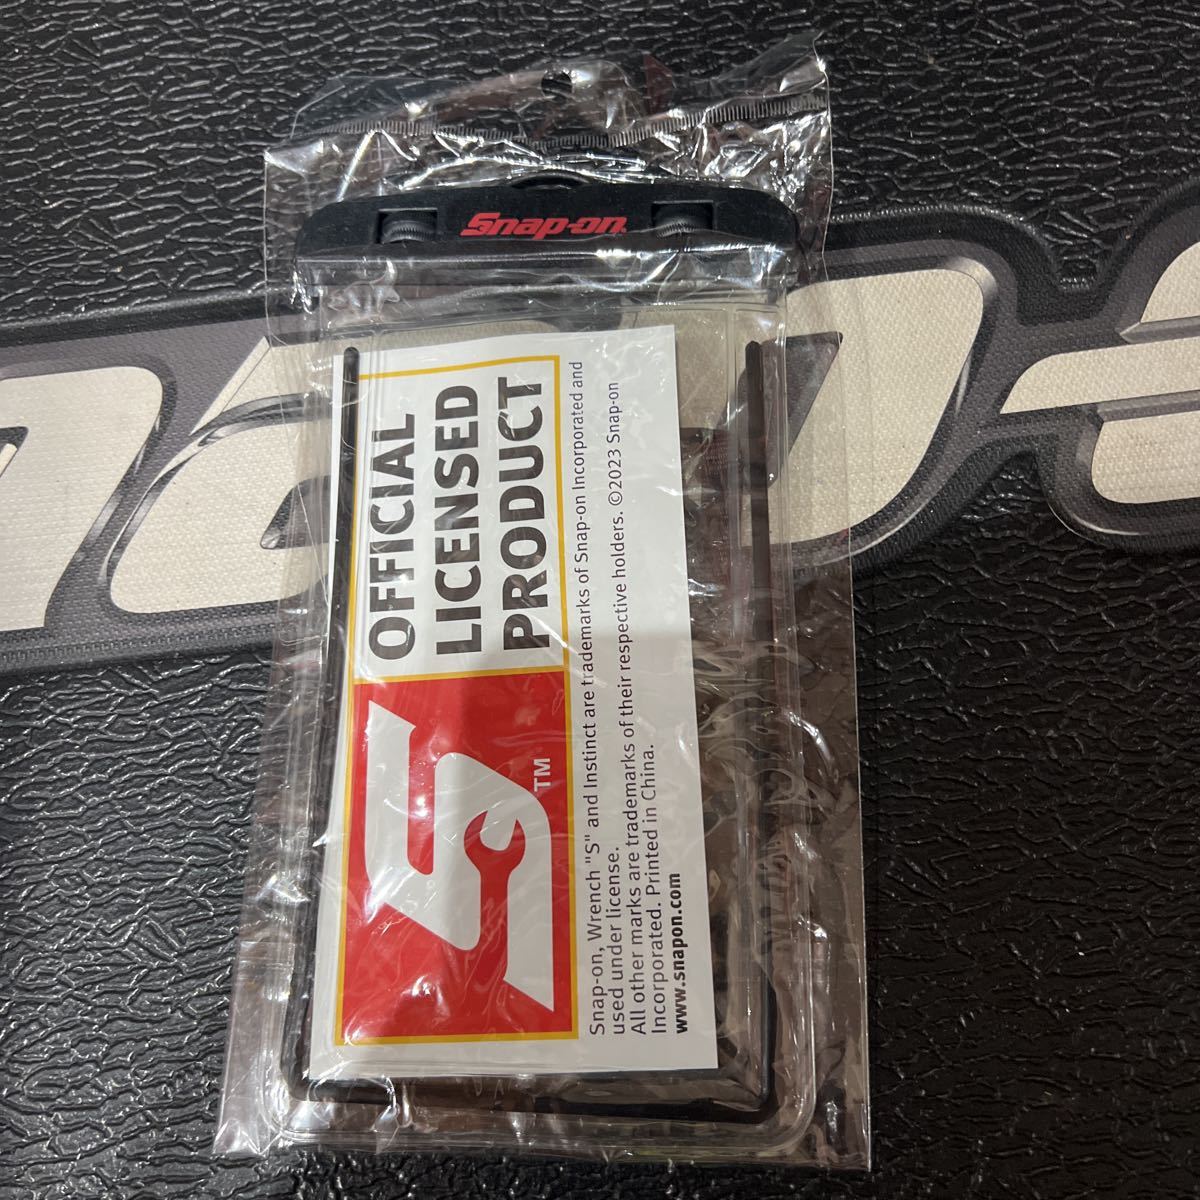 Snap-on
OFFICIAL
LICENSED
PRODUCT
TM
Snap-on, Wrench "S" and Instinct are trademarks of Snap-on Incorporated and
used under license.
All other marks are trademarks of their respective holders. ©2023 Snap-on
Incorporated. Printed in China.
www.snapon.com